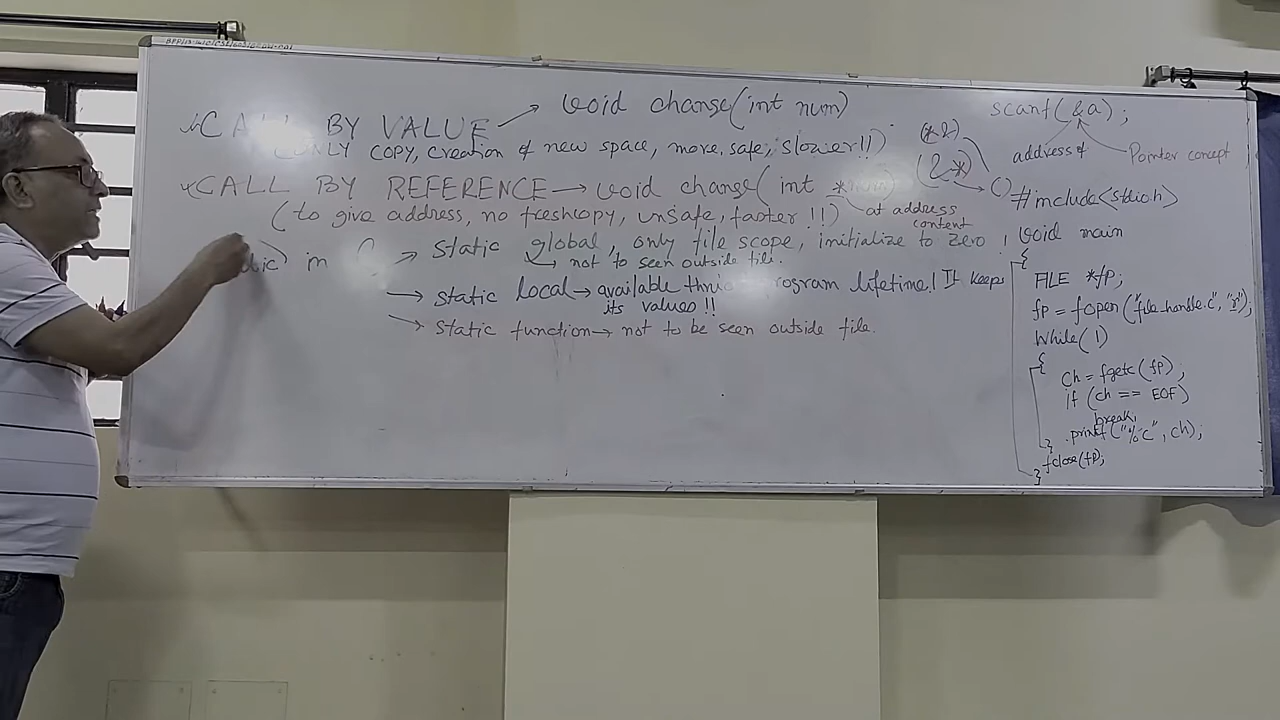 CALL BY VALUE → void change(int num)
ONLY COPY, creation of new space, more safe, slower!!)
CALL BY REFERENCE → void change(int *num)
(to give address, no fresh copy, unsafe, faster!!)
at address
content
in C → static global, only file scope, initialize to zero !
→ not to seen outside file.
→ static local → available thru program lifetime! It keeps
its values !!
→ static function → not to be seen outside file.
scanf(&a);
address of
Pointer concept
(*&)
(&*)
#include<stdio.h>
void main
{
FILE *fp;
fp = fopen("file_handle.c", "r");
While(1)
{
Ch = fgetc(fp);
if (ch == EOF)
break;
printf("%c", ch);
}
fclose(fp);
}